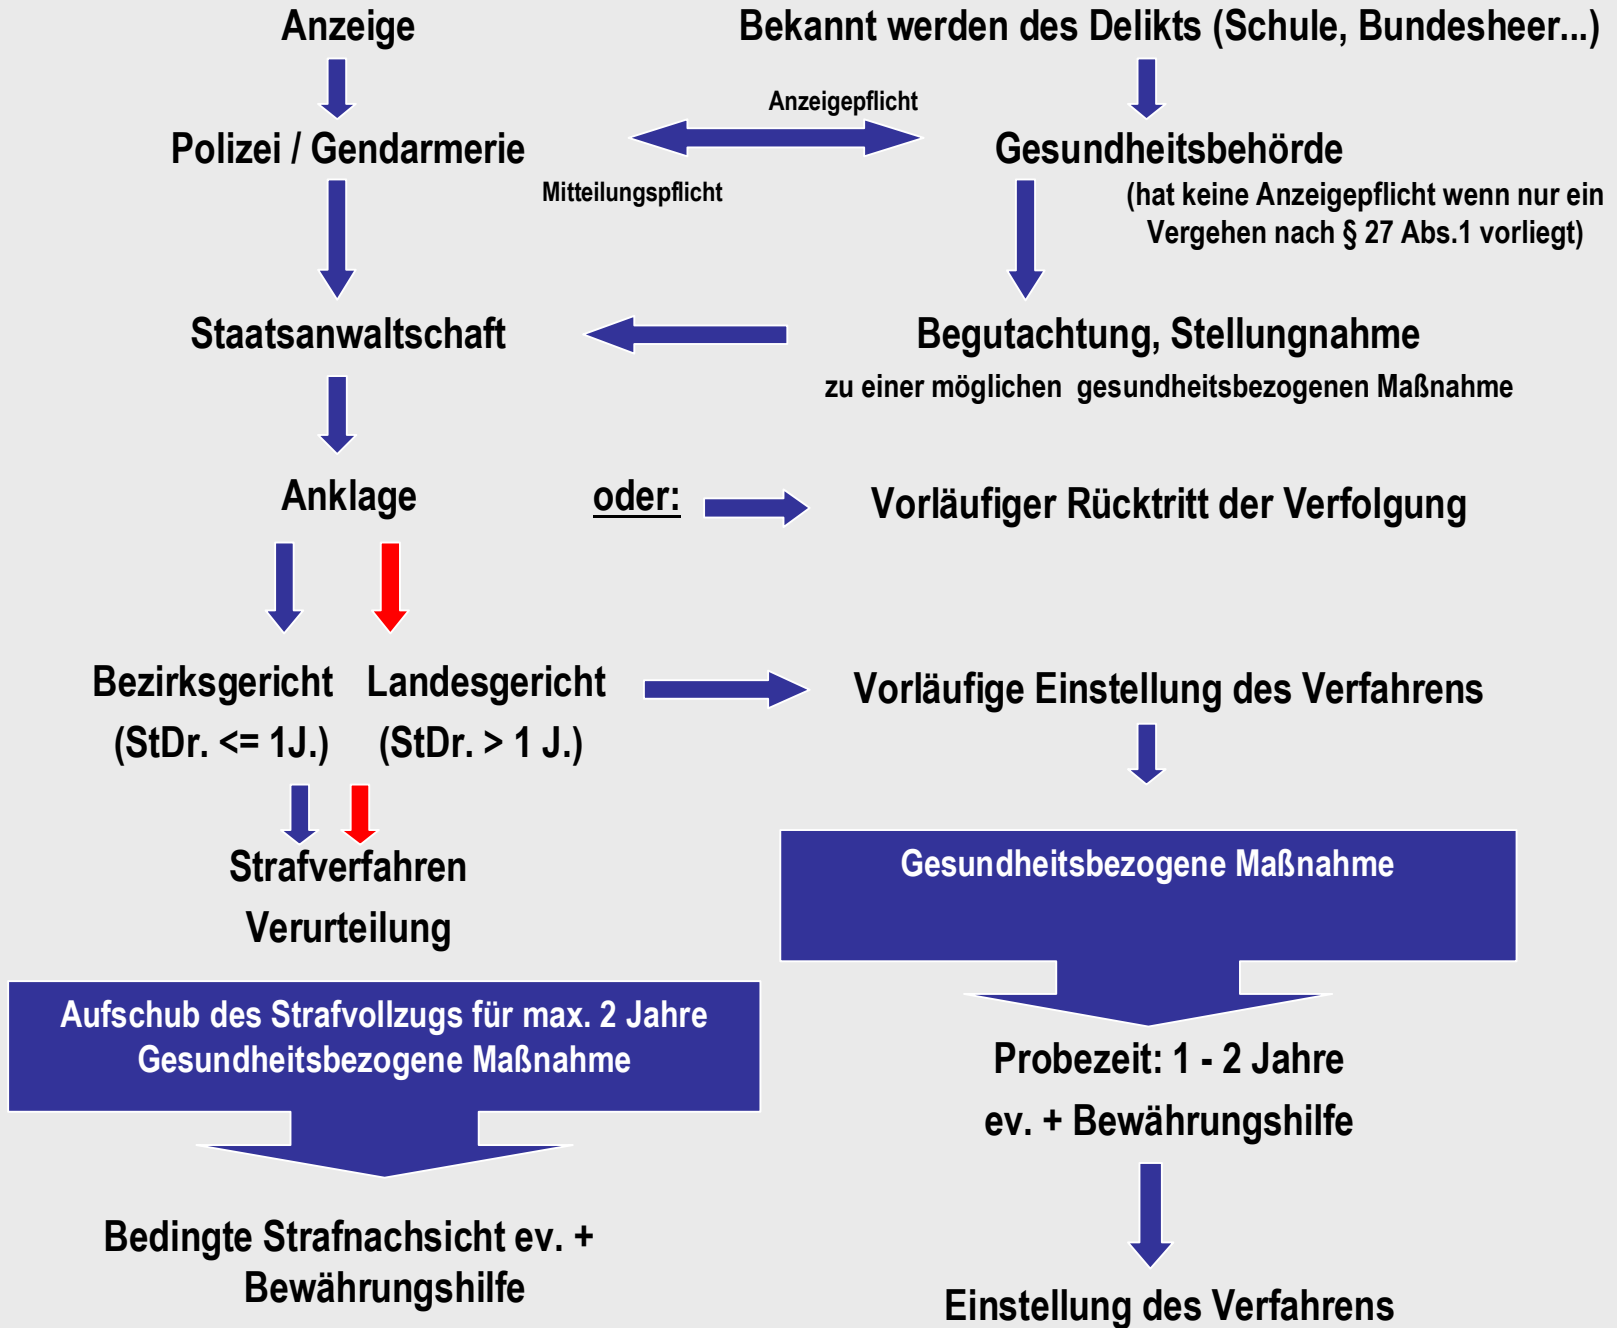 Anzeige
Bekannt werden des Delikts (Schule, Bundesheer...)
Anzeigepflicht
Polizei / Gendarmerie
Gesundheitsbehörde
Mitteilungspflicht
(hat keine Anzeigepflicht wenn nur ein
Vergehen nach § 27 Abs.1 vorliegt)
Staatsanwaltschaft
Begutachtung, Stellungnahme
zu einer möglichen gesundheitsbezogenen Maßnahme
Anklage
oder:
Vorläufiger Rücktritt der Verfolgung
Bezirksgericht
Landesgericht
Vorläufige Einstellung des Verfahrens
(StDr. <= 1J.)
(StDr. > 1 J.)
Strafverfahren
Verurteilung
Gesundheitsbezogene Maßnahme
Aufschub des Strafvollzugs für max. 2 Jahre
Gesundheitsbezogene Maßnahme
Probezeit: 1 - 2 Jahre
ev. + Bewährungshilfe
Bedingte Strafnachsicht ev. +
Bewährungshilfe
Einstellung des Verfahrens